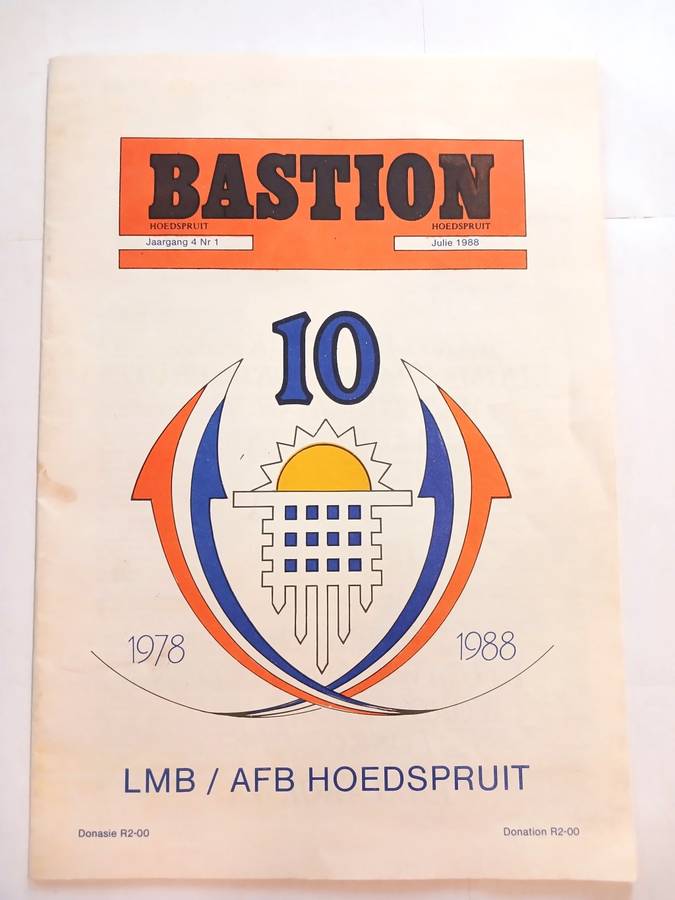 BASTION
HOEDSPRUIT HOEDSPRUIT
Jaargang 4 Nr 1 Julie 1988
10
1978 1988
LMB / AFB HOEDSPRUIT
Donasie R2-00 Donation R2-00